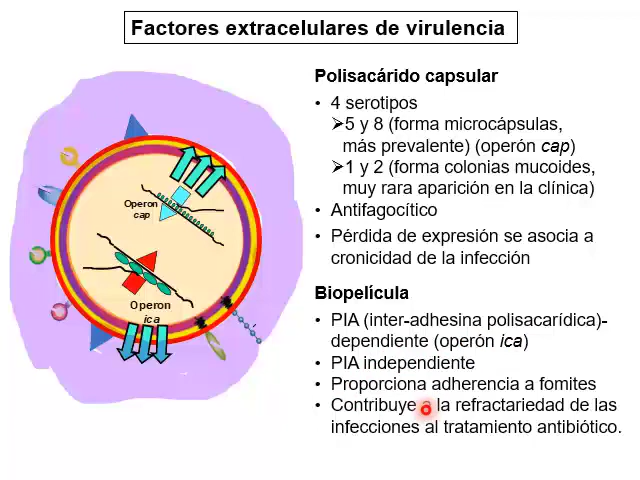 Factores extracelulares de virulencia
Polisacárido capsular
• 4 serotipos
➢5 y 8 (forma microcápsulas,
más prevalente) (operón cap)
➢1 y 2 (forma colonias mucoides,
muy rara aparición en la clínica)
• Antifagocítico
• Pérdida de expresión se asocia a
cronicidad de la infección
Biopelícula
• PIA (inter-adhesina polisacarídica)-
dependiente (operón ica)
• PIA independiente
• Proporciona adherencia a fomites
• Contribuye a la refractariedad de las
infecciones al tratamiento antibiótico.
Operon
cap
Operon
ica